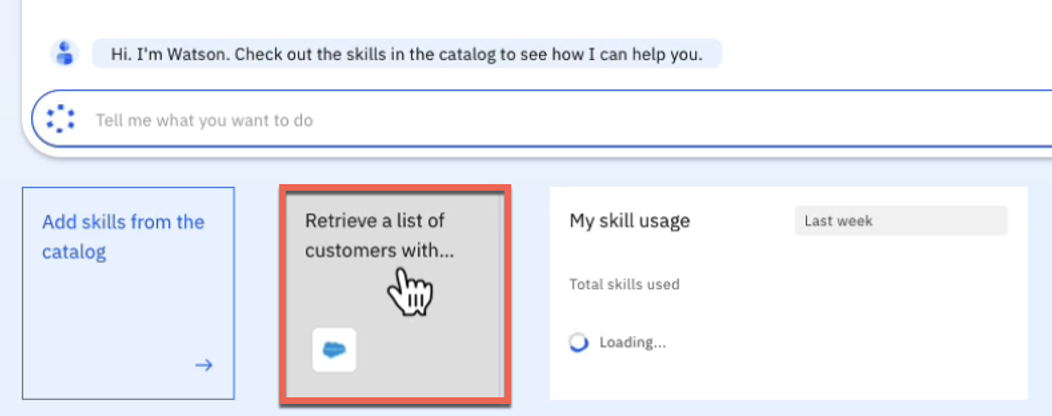 Hi. I'm Watson. Check out the skills in the catalog to see how I can help you.
Tell me what you want to do
Add skills from the
catalog
Retrieve a list of
customers with...
My skill usage
Last week
Total skills used
Loading...